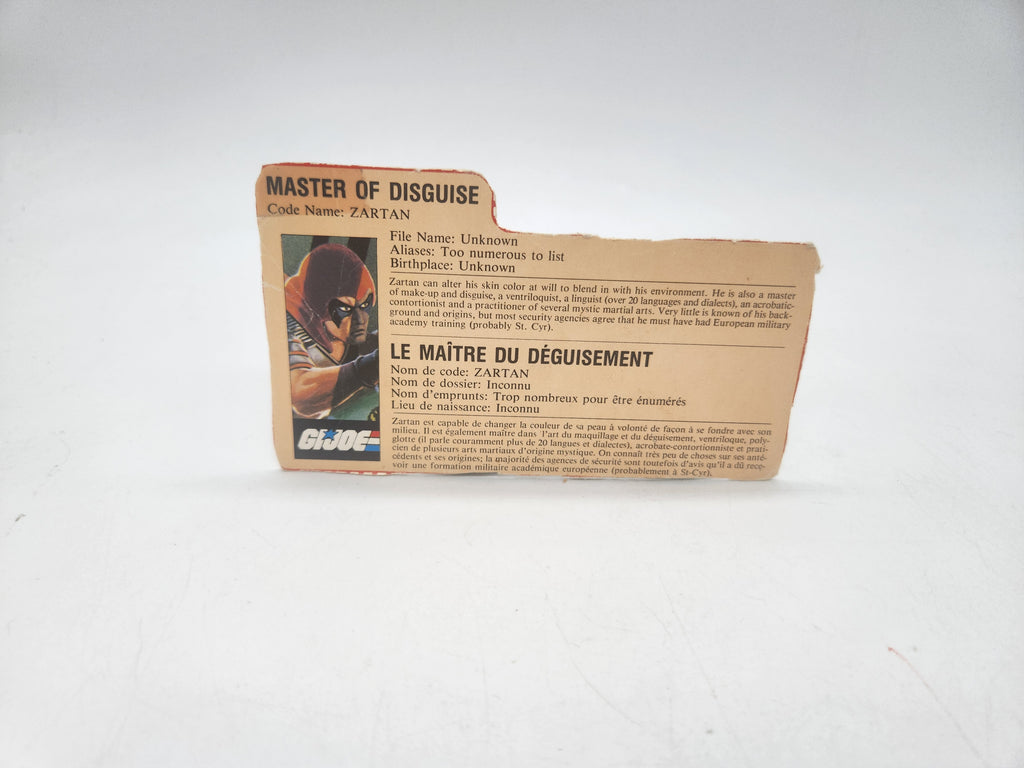 MASTER OF DISGUISE
Code Name: ZARTAN
File Name: Unknown
Aliases: Too numerous to list
Birthplace: Unknown
Zartan can alter his skin color at will to blend in with his environment. He is also a master
of make-up and disguise, a ventriloquist, a linguist (over 20 languages and dialects), an acrobatic-
contortionist and a practitioner of several mystic martial arts. Very little is known of his back-
ground and origins, but most security agencies agree that he must have had European military
academy training (probably St. Cyr).
LE MAÎTRE DU DÉGUISEMENT
Nom de code: ZARTAN
Nom de dossier: Inconnu
Nom d'emprunts: Trop nombreux pour être énumérés
Lieu de naissance: Inconnu
Zartan est capable de changer la couleur de sa peau à volonté de façon à se fondre avec son
milieu. Il est également maître dans l'art du maquillage et du déguisement, ventriloque, poly-
glotte (il parle couramment plus de 20 langues et dialectes), acrobate-contortionniste et prati-
cien de plusieurs arts martiaux d'origine mystique. On connaît très peu de choses sur ses anté-
cédents et ses origines; la majorité des agences de sécurité sont toutefois d'avis qu'il a dû rece-
voir une formation militaire académique européenne (probablement à St-Cyr).
GI JOE